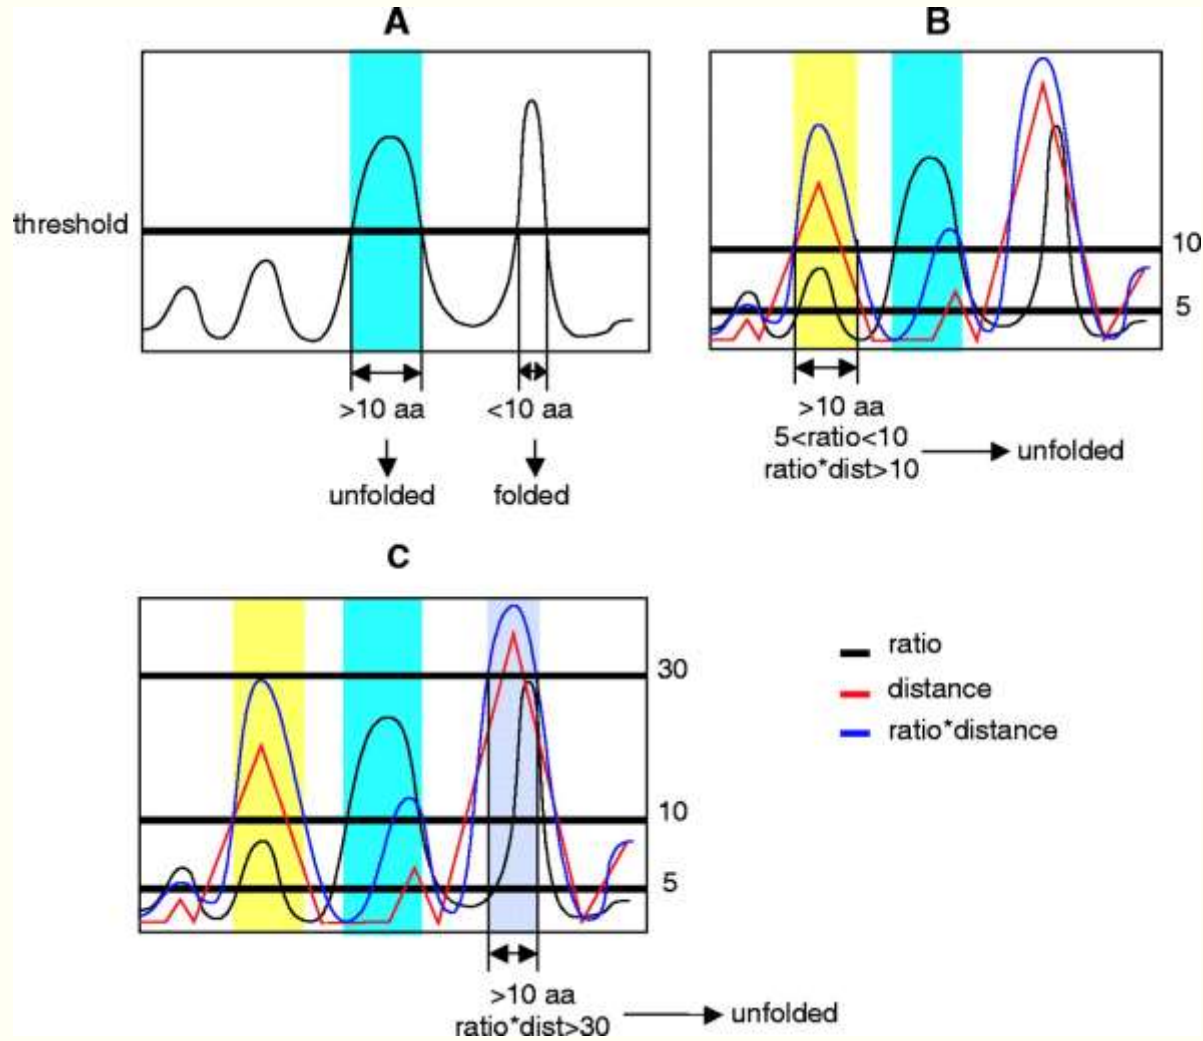 A
threshold
>10 aa
<10 aa
unfolded
folded
B
10
5
>10 aa
5<ratio<10
ratio*dist>10
unfolded
C
30
10
5
>10 aa
ratio*dist>30
unfolded
ratio
distance
ratio*distance